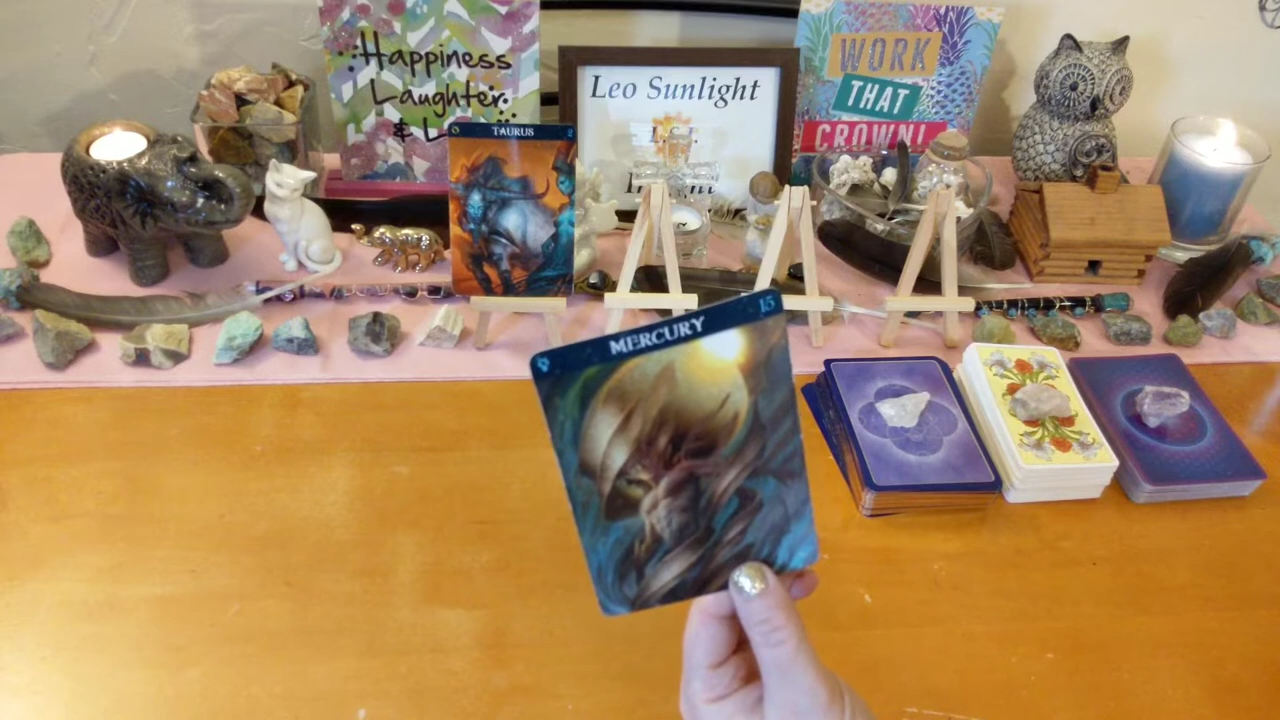 Happiness
Laughter
&
WORK
THAT
CROWN!
Leo Sunlight
TAURUS
2
MERCURY
15